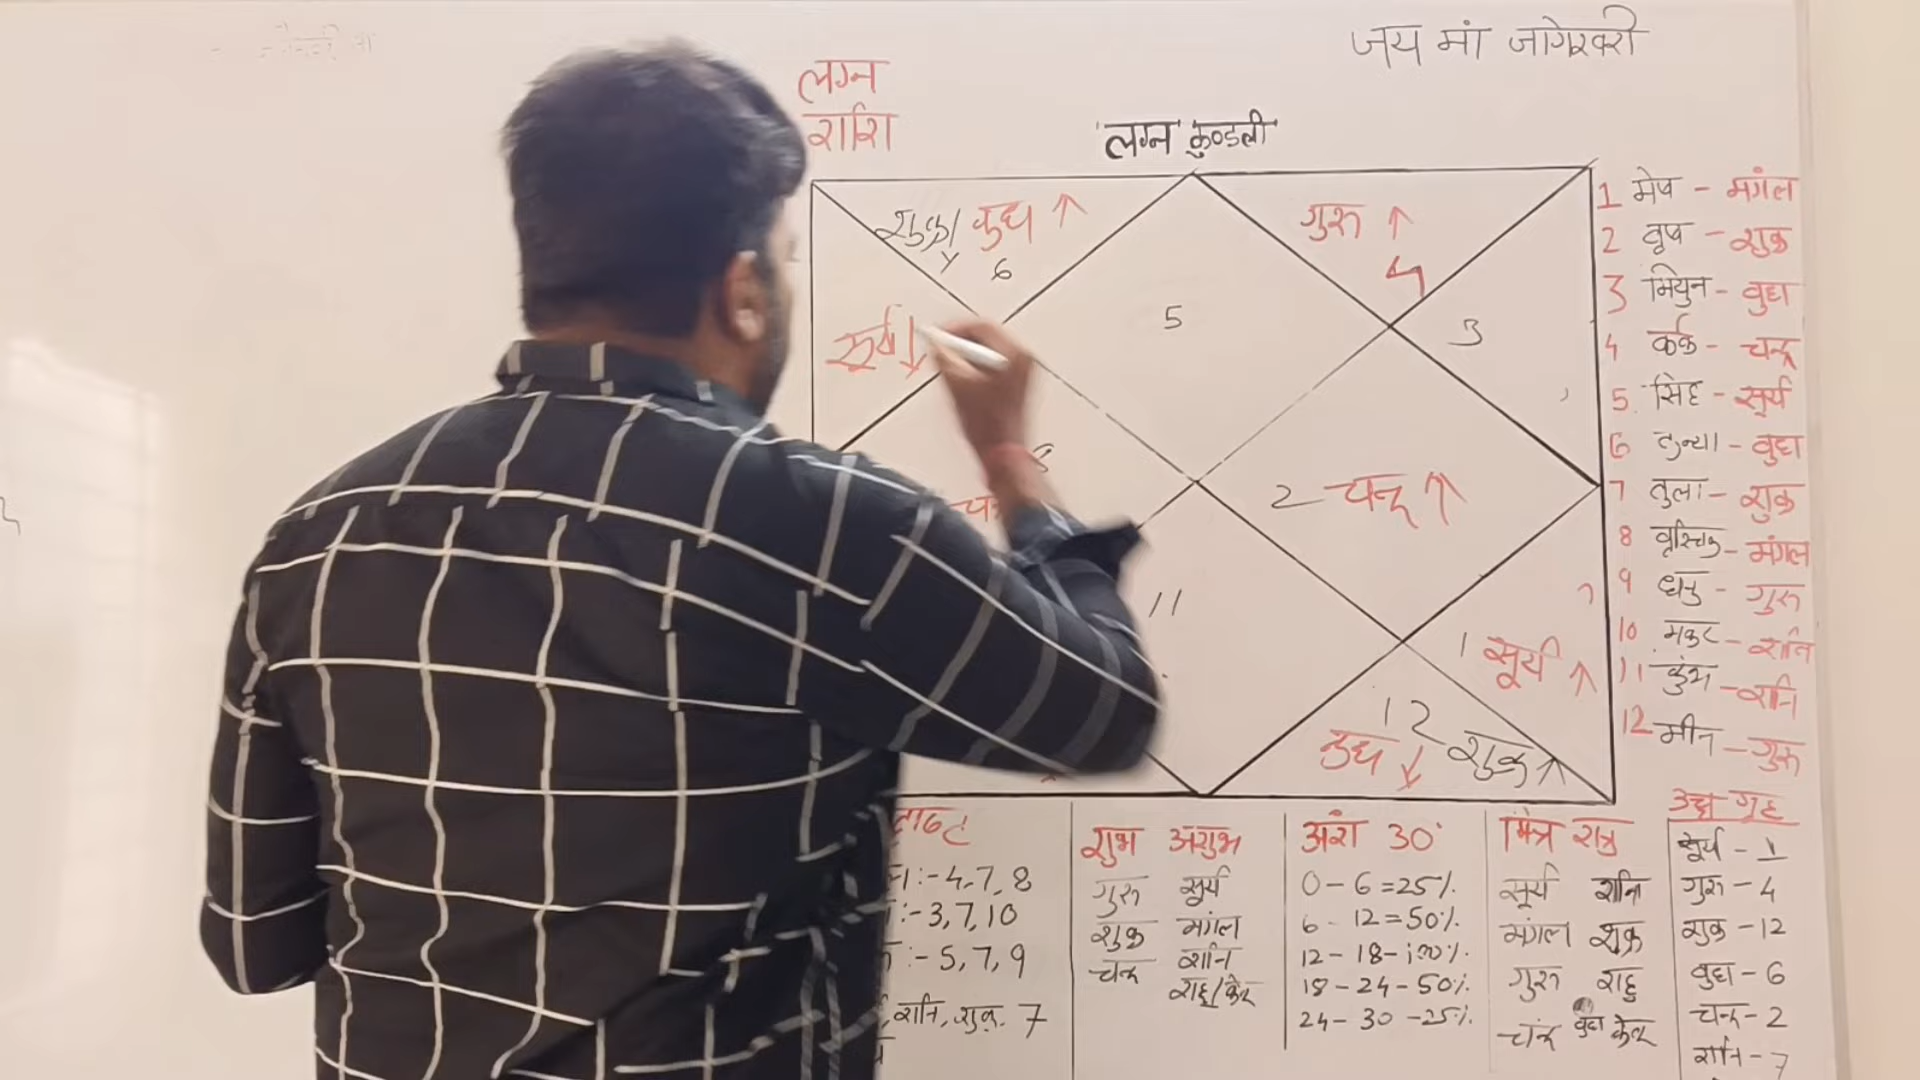 जय मां जागेश्वरी
लग्न
राशि
लग्न कुण्डली
शुक्र बुध ↑
6
गुरु ↑
4
सूर्य ↓
5
3
8
2 चन्द्र ↑
11
1 सूर्य ↑
12
बुध ↓ शुक्र ↑
1 मेष - मंगल
2 वृष - शुक्र
3 मिथुन - बुध
4 कर्क - चन्द्र
5 सिंह - सूर्य
6 कन्या - बुध
7 तुला - शुक्र
8 वृश्चिक - मंगल
9 धनु - गुरु
10 मकर - शनि
11 कुंभ - शनि
12 मीन - गुरु
:- 4,7,8
:- 3,7,10
:- 5,7,9
शनि, शुक्र. 7
शुभ अशुभ
गुरु सूर्य
शुक्र मंगल
चन्द्र शनि
राहु/केतु
अंश 30°
0 - 6 = 25%
6 - 12 = 50%
12 - 18 - 100%
18 - 24 - 50%
24 - 30 - 25%
मित्र शत्रु
सूर्य शनि
मंगल शुक्र
गुरु राहु
चंन्द्र बुध केतु
उच्च गृह
सूर्य - 1
गुरु - 4
शुक्र - 12
बुध - 6
चन्द्र - 2
शनि - 7